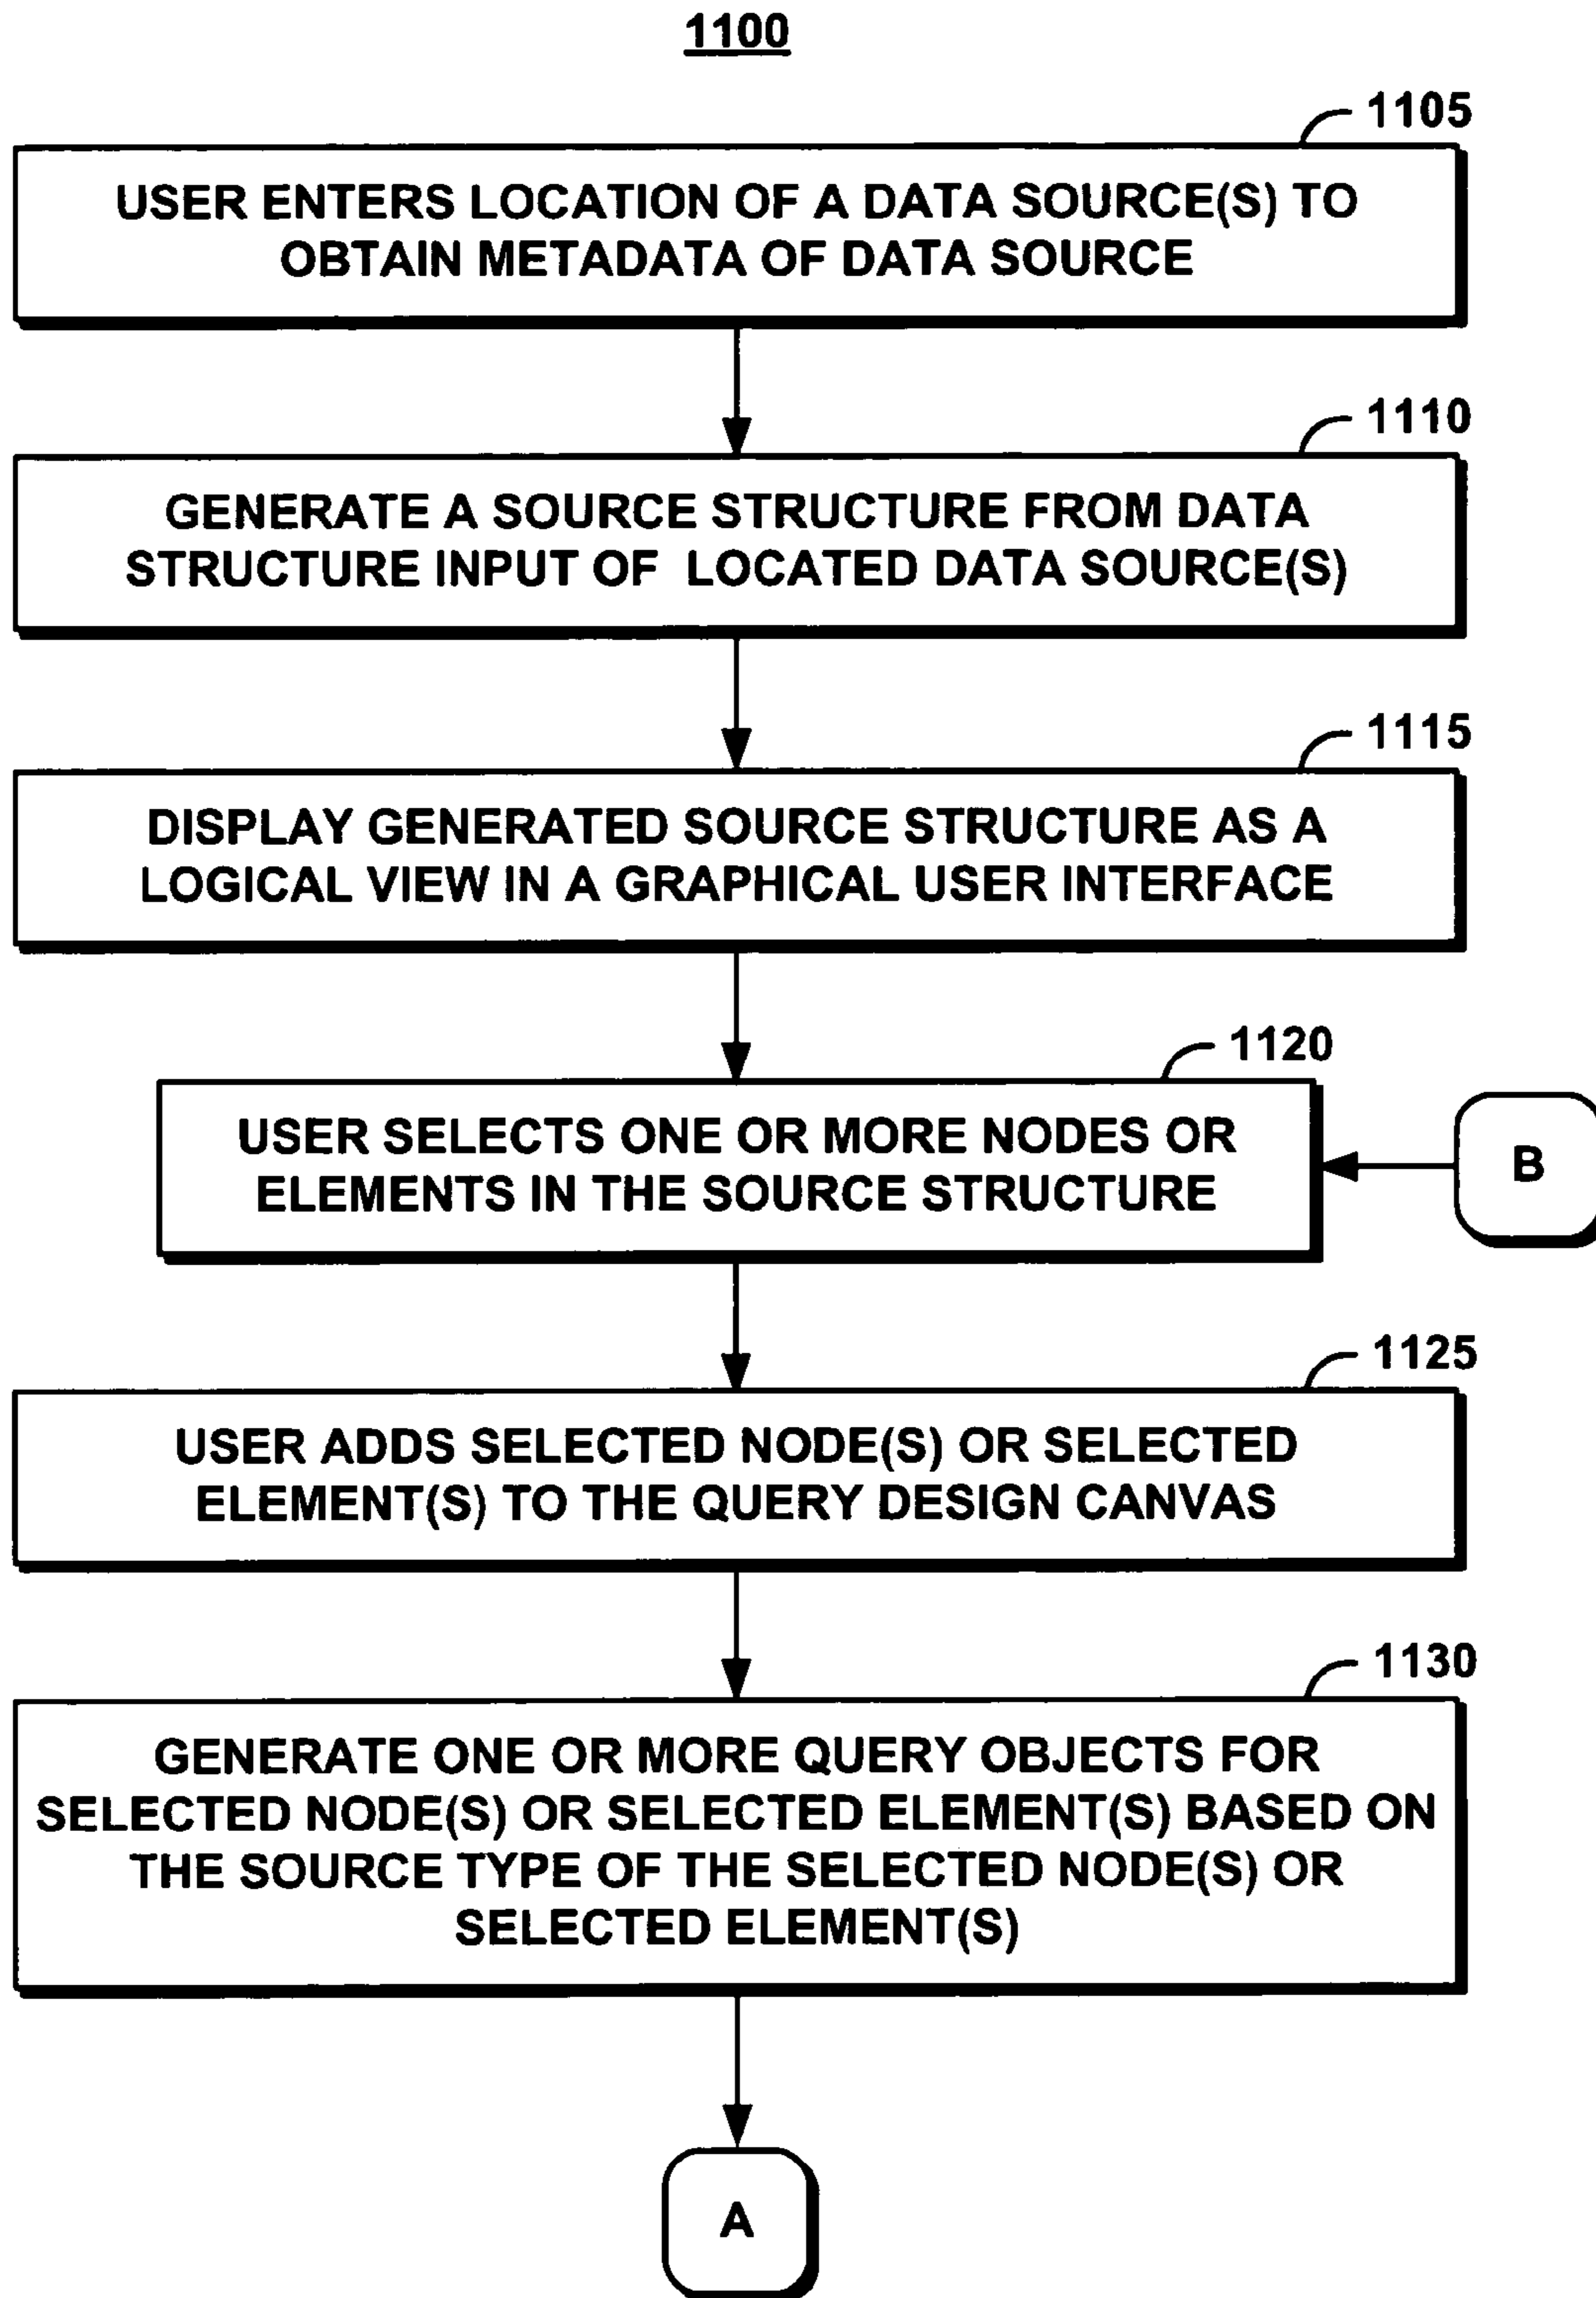 1100
1105
USER ENTERS LOCATION OF A DATA SOURCE(S) TO
OBTAIN METADATA OF DATA SOURCE
1110
GENERATE A SOURCE STRUCTURE FROM DATA
STRUCTURE INPUT OF LOCATED DATA SOURCE(S)
1115
DISPLAY GENERATED SOURCE STRUCTURE AS A
LOGICAL VIEW IN A GRAPHICAL USER INTERFACE
1120
USER SELECTS ONE OR MORE NODES OR
ELEMENTS IN THE SOURCE STRUCTURE
B
1125
USER ADDS SELECTED NODE(S) OR SELECTED
ELEMENT(S) TO THE QUERY DESIGN CANVAS
1130
GENERATE ONE OR MORE QUERY OBJECTS FOR
SELECTED NODE(S) OR SELECTED ELEMENT(S) BASED ON
THE SOURCE TYPE OF THE SELECTED NODE(S) OR
SELECTED ELEMENT(S)
A